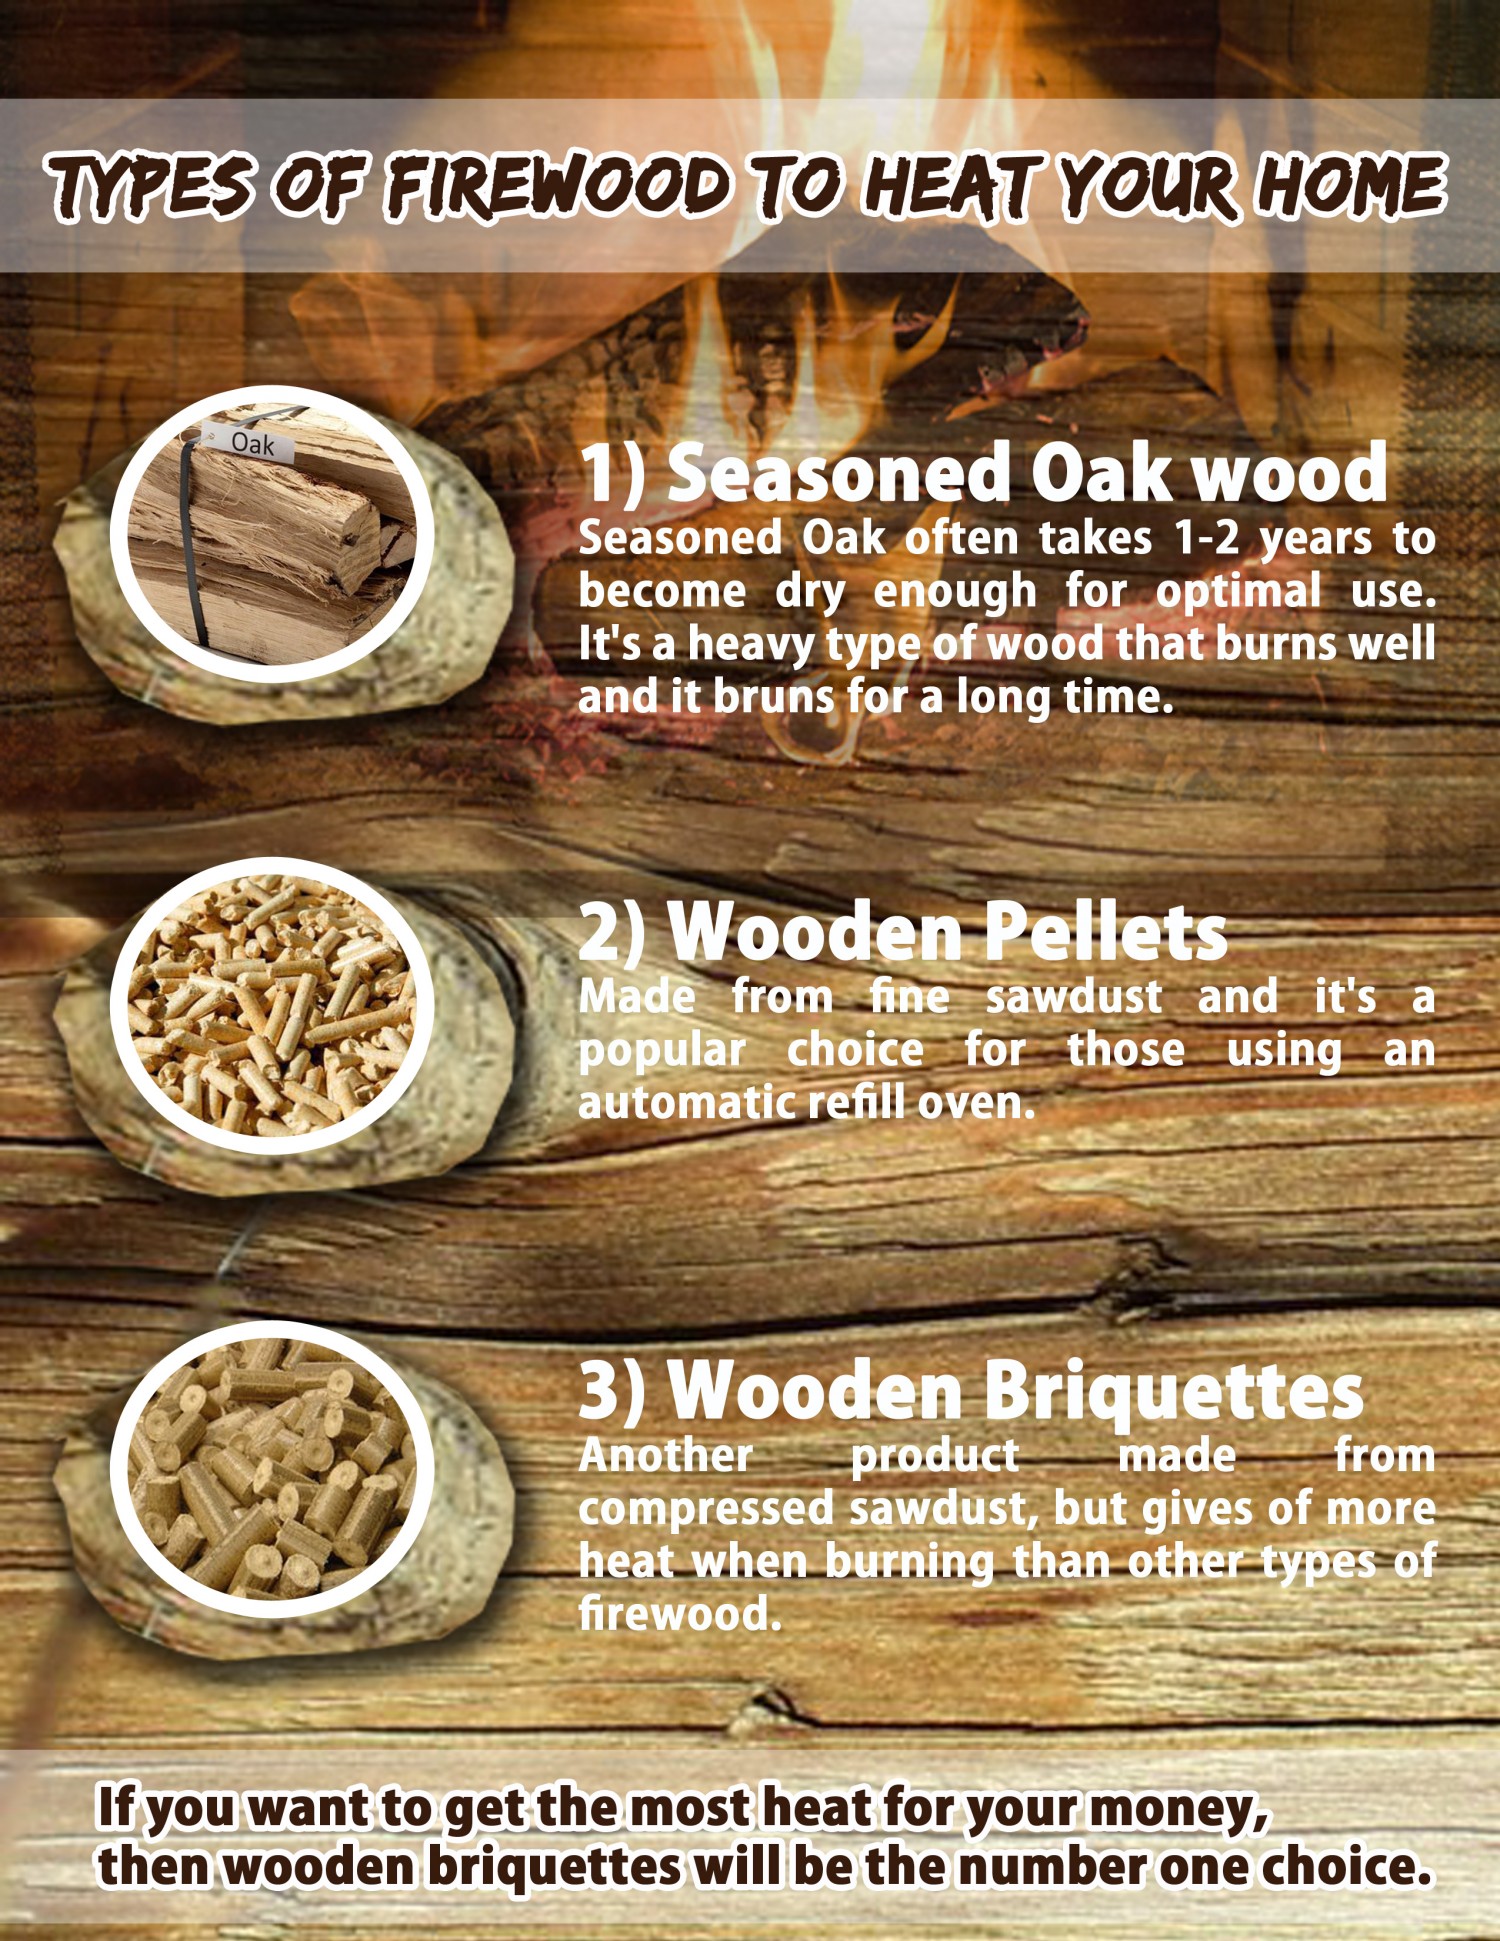 TYPES OF FIREWOOD TO HEAT YOUR HOME
Oak
1) Seasoned Oak wood
Seasoned Oak often takes 1-2 years to
become dry enough for optimal use.
It's a heavy type of wood that burns well
and it bruns for a long time.
2) Wooden Pellets
Made from fine sawdust and it's a
popular choice for those using an
automatic refill oven.
3) Wooden Briquettes
Another product made from
compressed sawdust, but gives of more
heat when burning than other types of
firewood.
If you want to get the most heat for your money,
then wooden briquettes will be the number one choice.